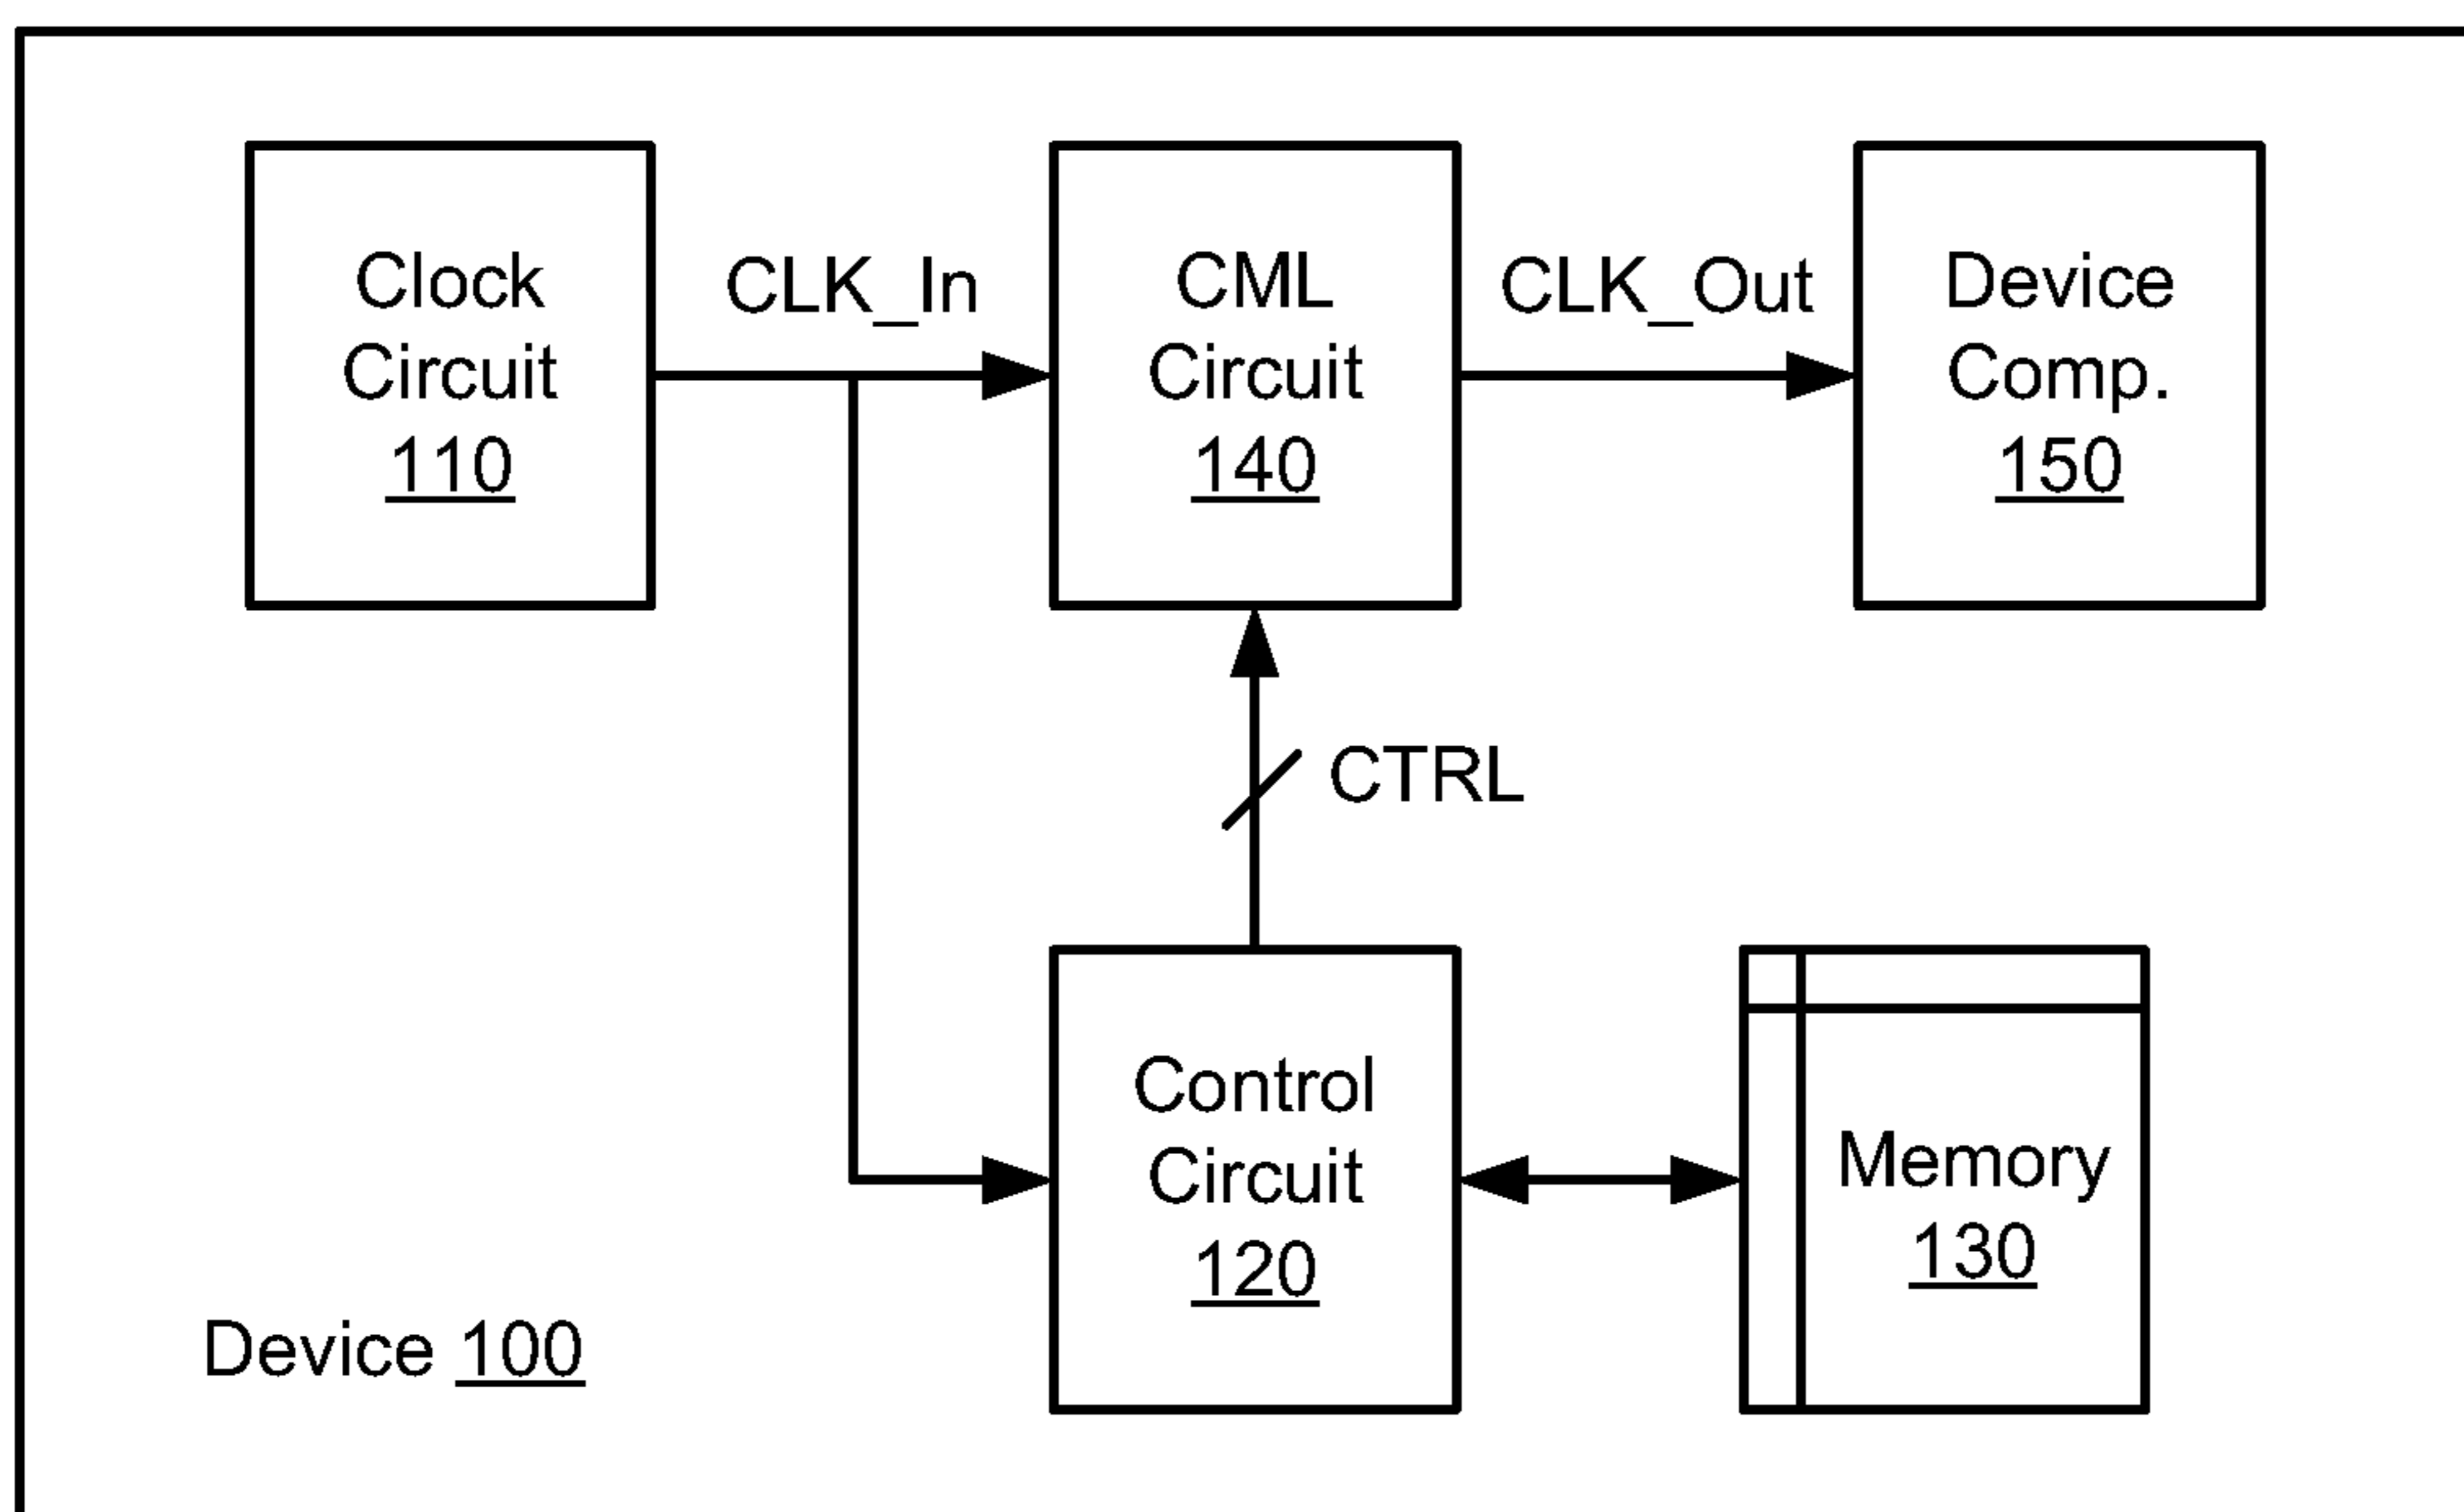 Clock
Circuit
110
CLK_In
CML
Circuit
140
CLK_Out
Device
Comp.
150
CTRL
Control
Circuit
120
Memory
130
Device 100